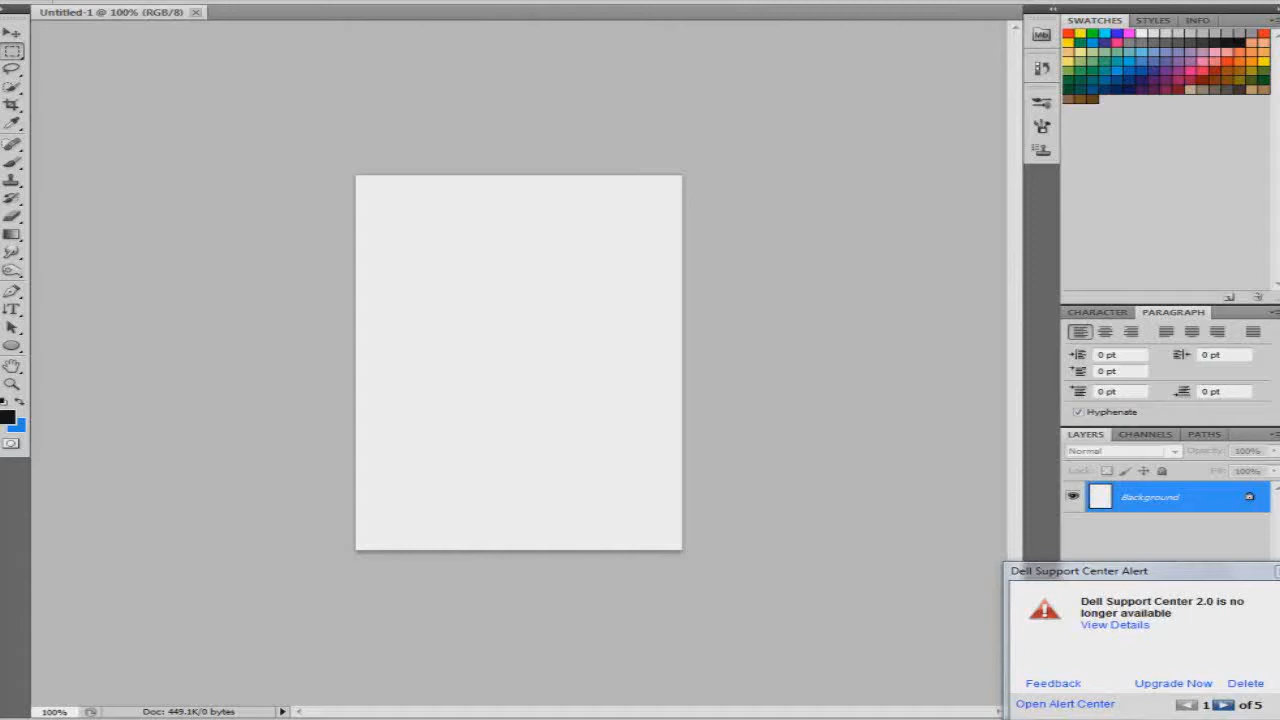 Untitled-1 @ 100% (RGB/8)
SWATCHES STYLES INFO
Mb
CHARACTER PARAGRAPH
0 pt 0 pt
0 pt
0 pt 0 pt
Hyphenate
LAYERS CHANNELS PATHS
Normal Opacity: 100%
Lock: Fill: 100%
Background
Dell Support Center Alert
Dell Support Center 2.0 is no
longer available
View Details
Feedback Upgrade Now Delete
Open Alert Center 1 of 5
100% Doc: 449.1K/0 bytes